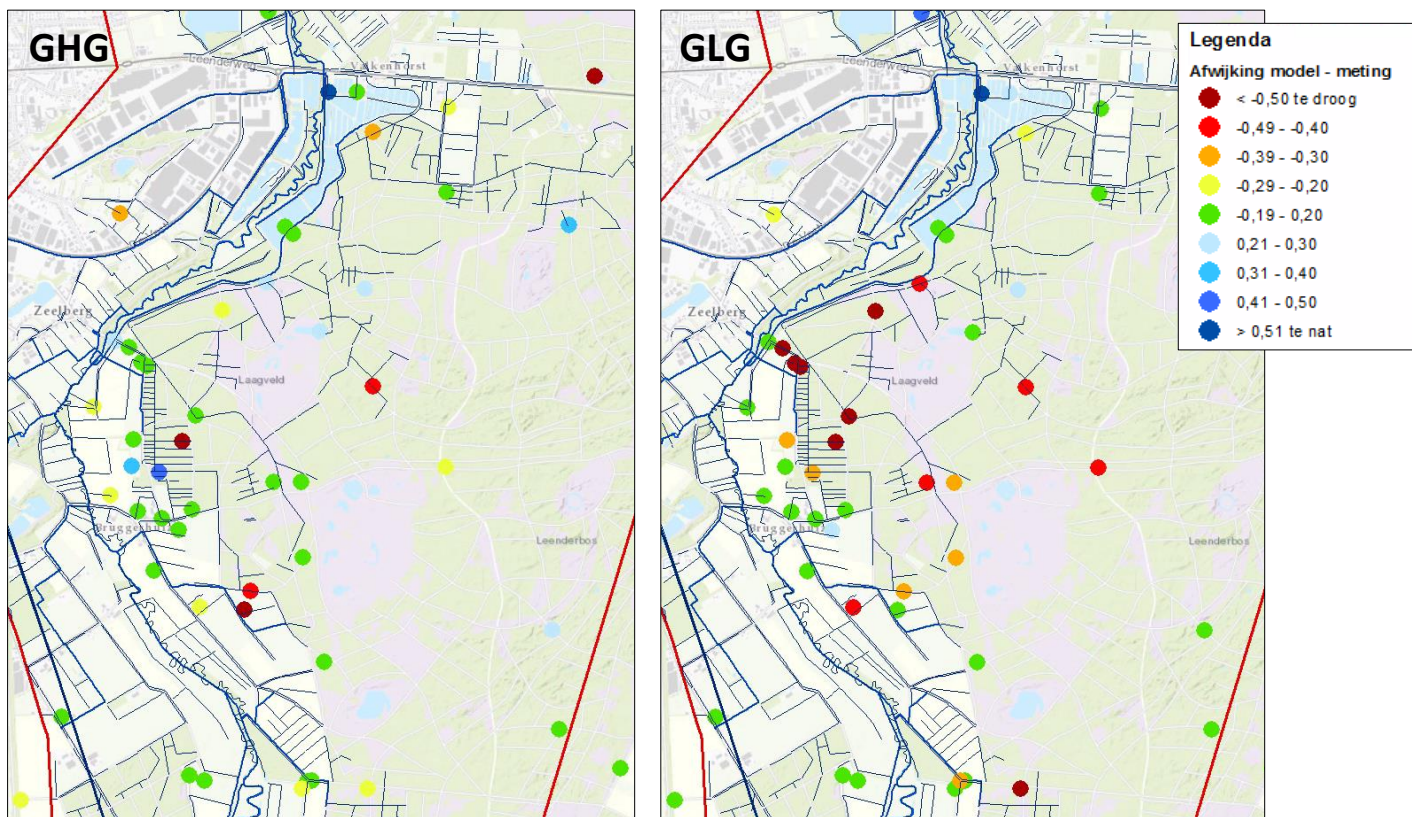 GHG
Leenderweg
Valkenhorst
Zeelberg
Laagveld
Bruggerhuiz
Leenderbos
GLG
Leenderweg
Valkenhorst
Zeelberg
Laagveld
Leenderbos
Legenda
Afwijking model - meting
< -0,50 te droog
-0,49 - -0,40
-0,39 - -0,30
-0,29 - -0,20
-0,19 - 0,20
0,21 - 0,30
0,31 - 0,40
0,41 - 0,50
> 0,51 te nat